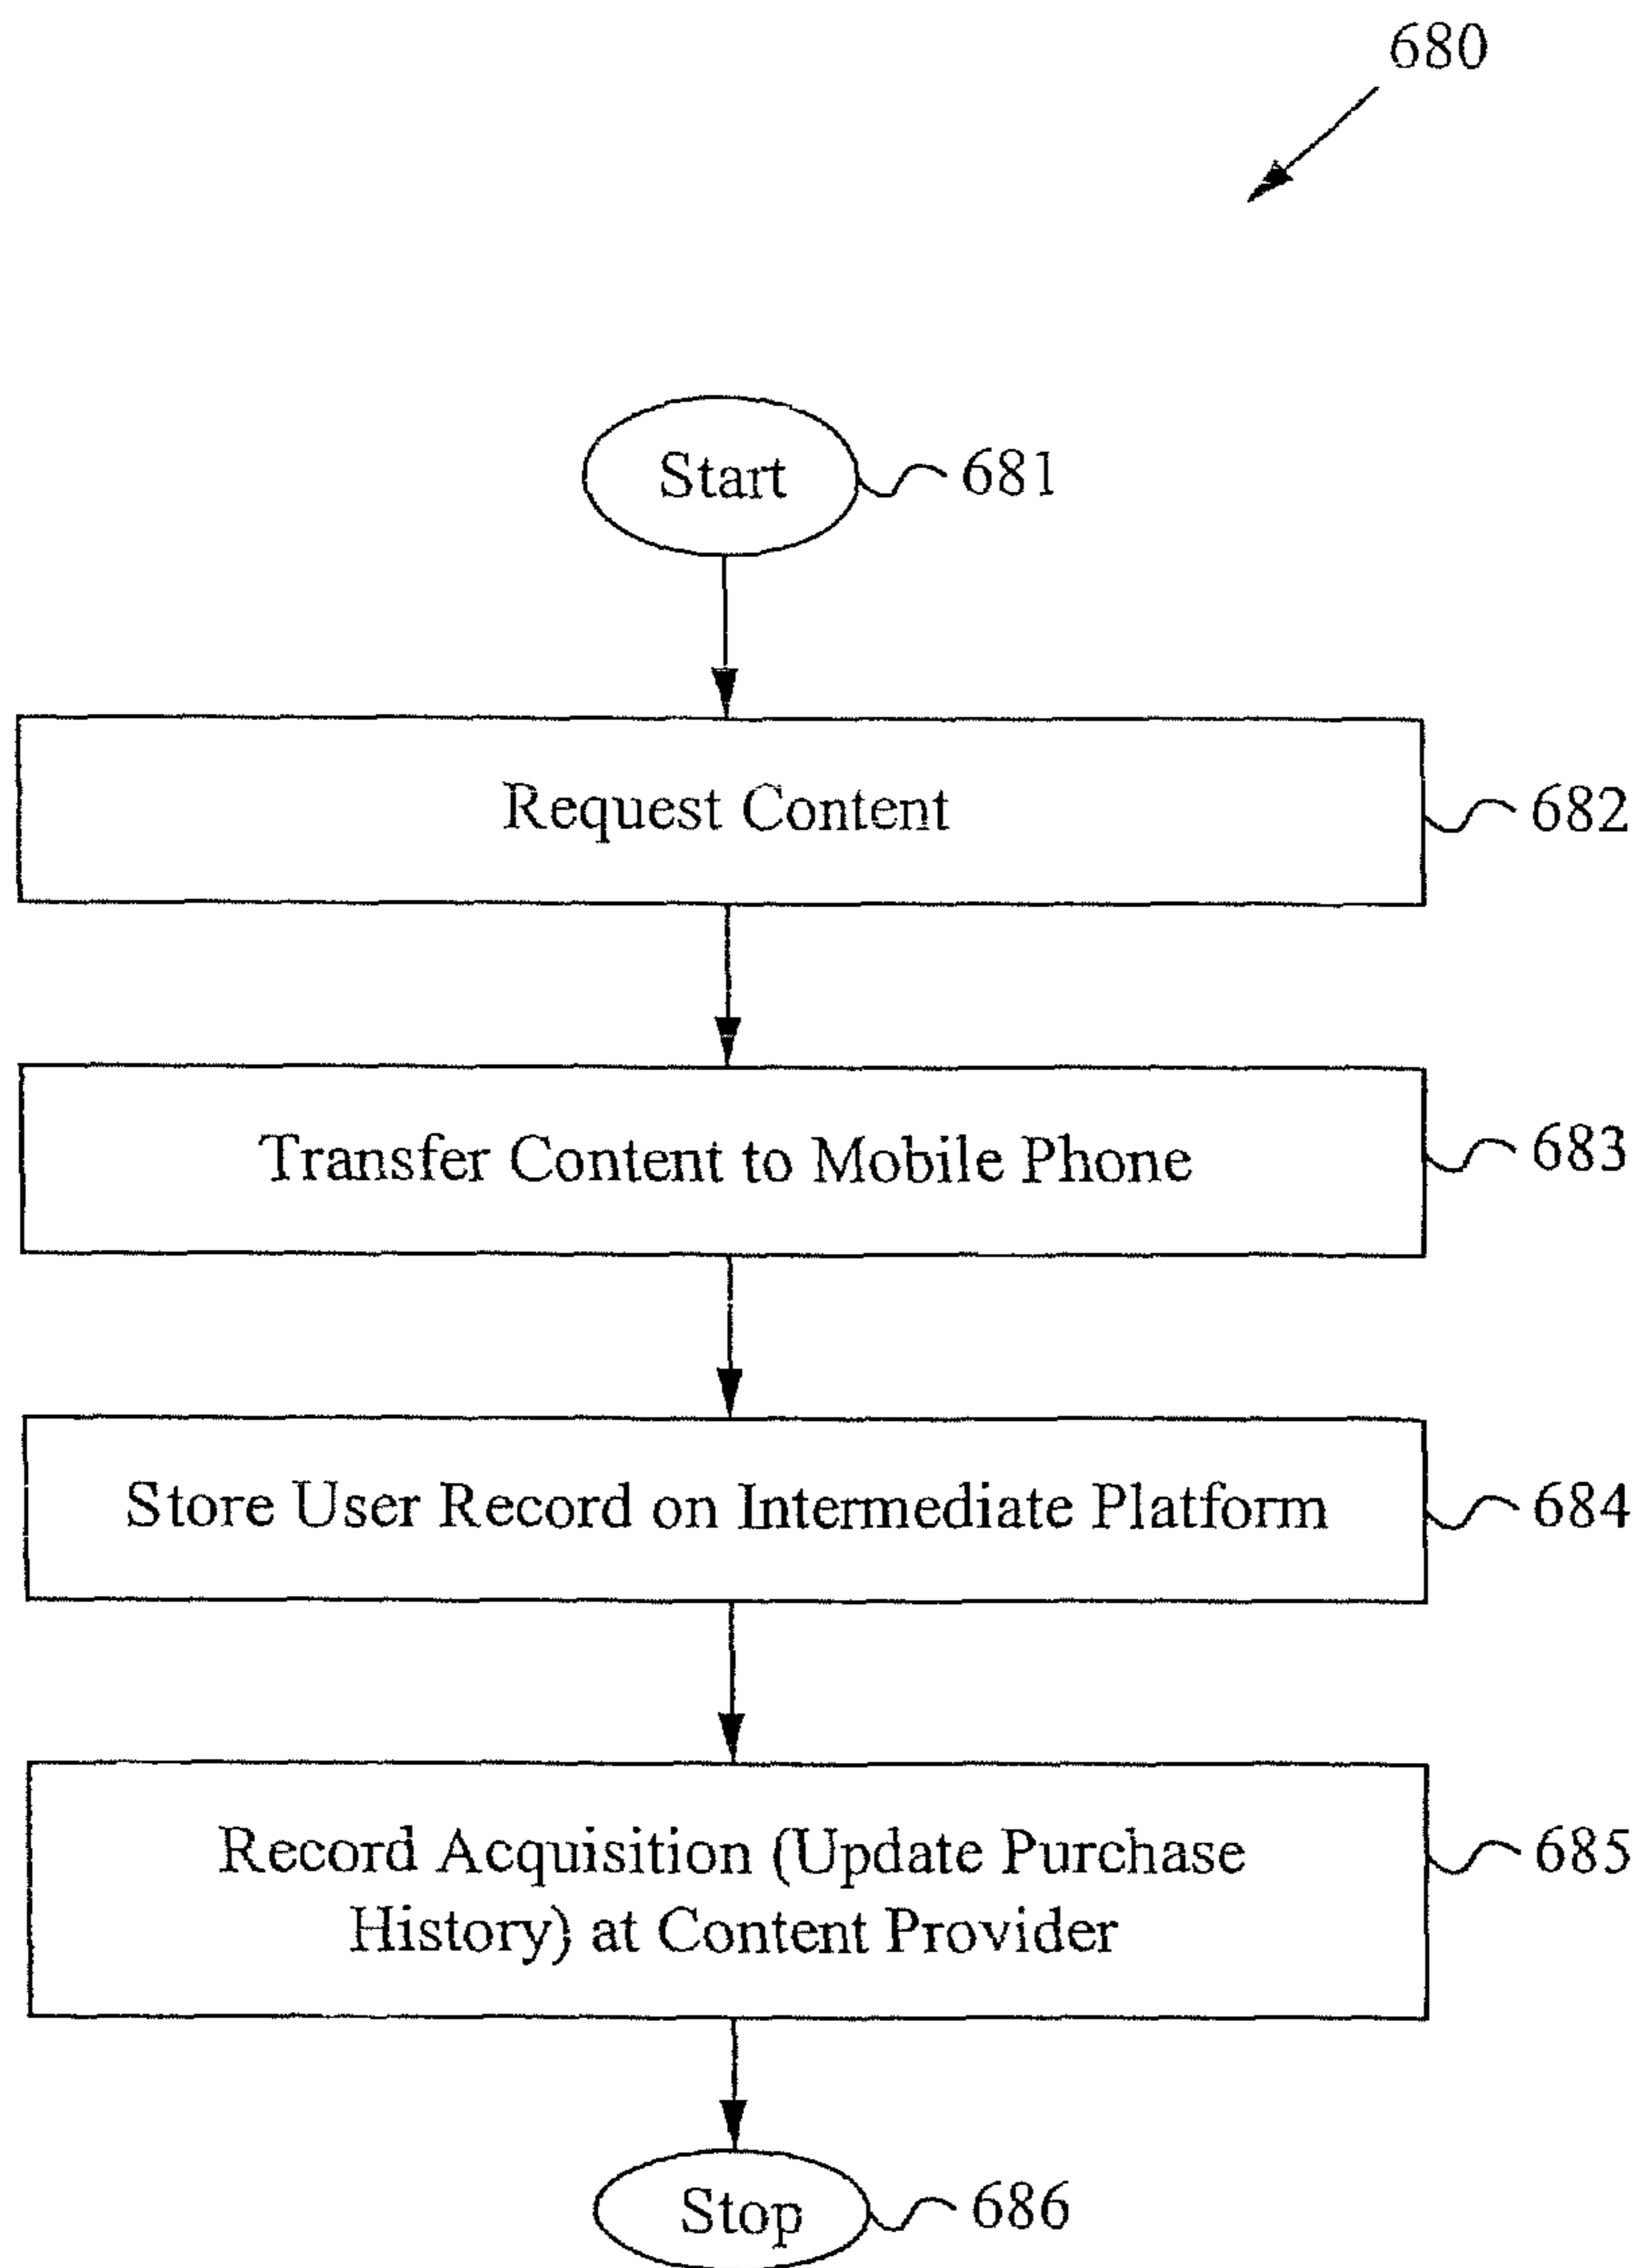 680
Start
681
Request Content
682
Transfer Content to Mobile Phone
683
Store User Record on Intermediate Platform
684
Record Acquisition (Update Purchase
History) at Content Provider
685
Stop
686